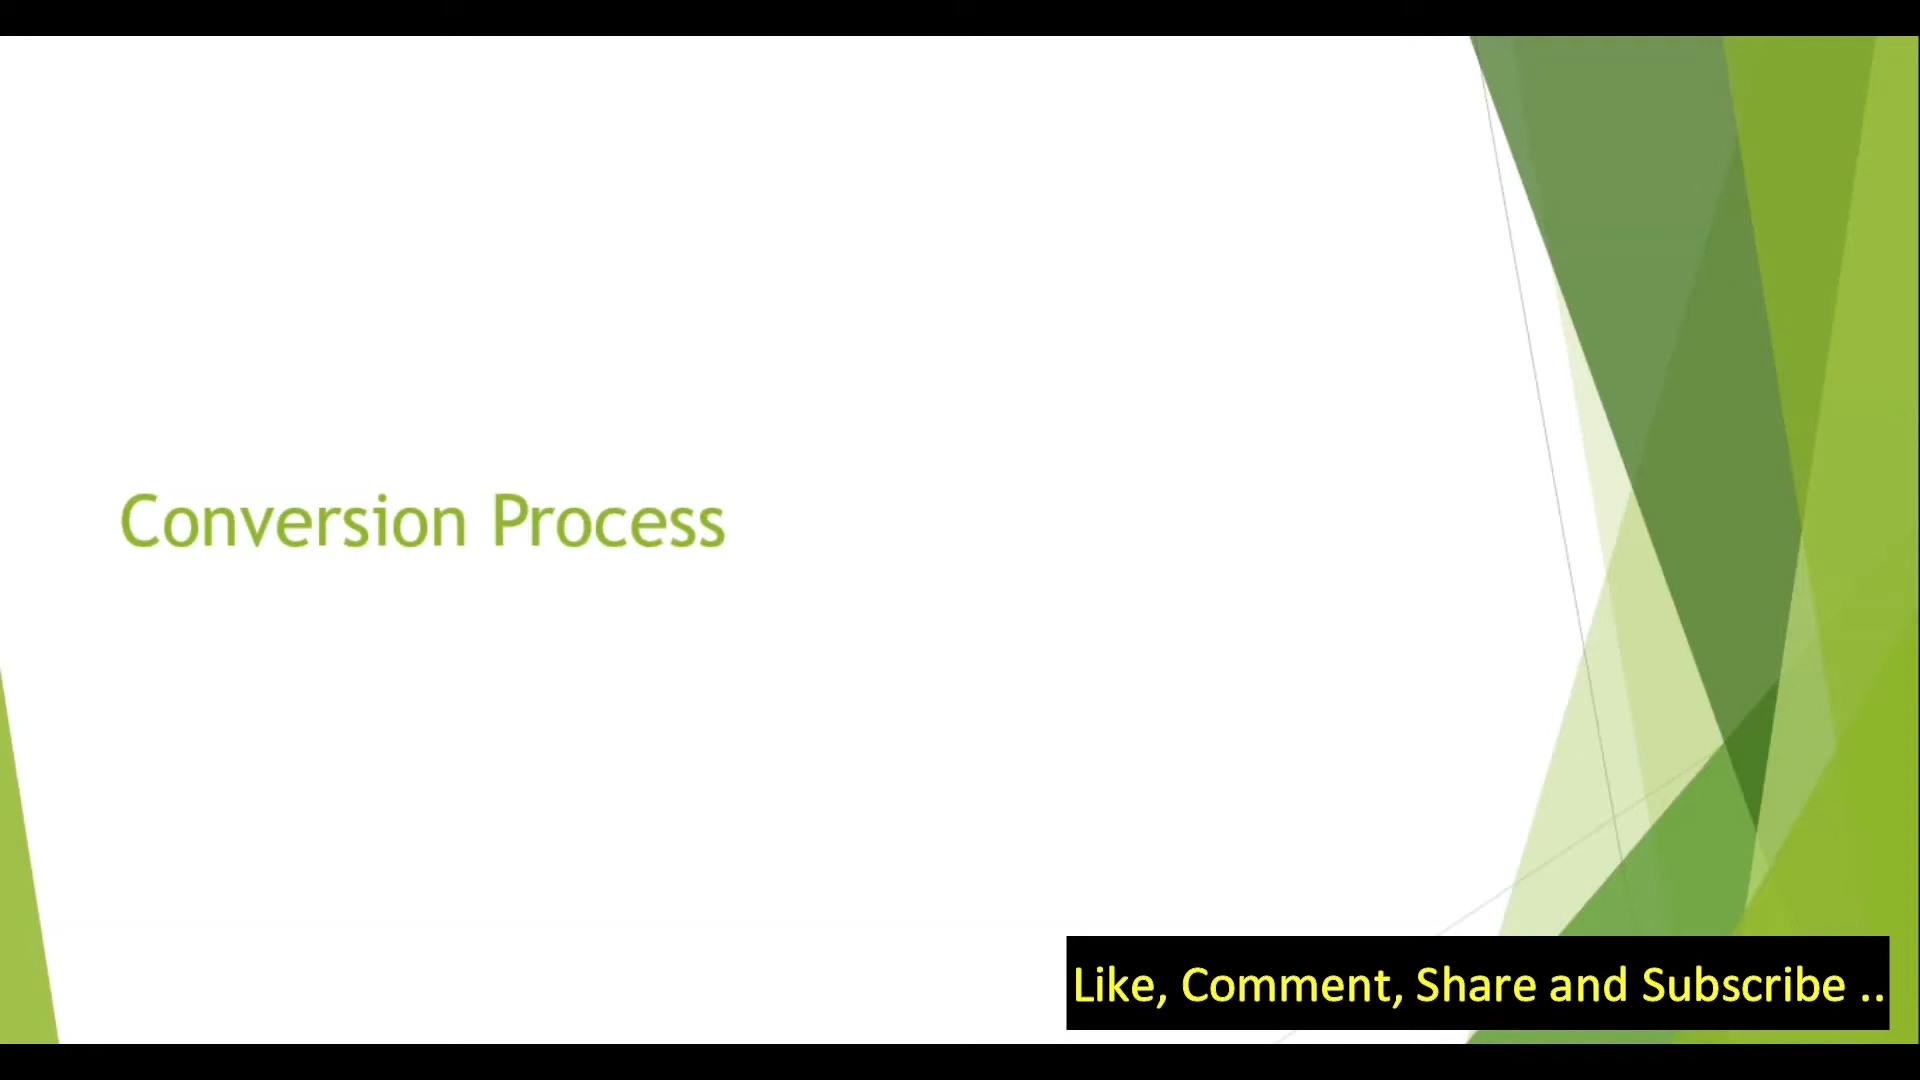 Conversion Process
Like, Comment, Share and Subscribe ..